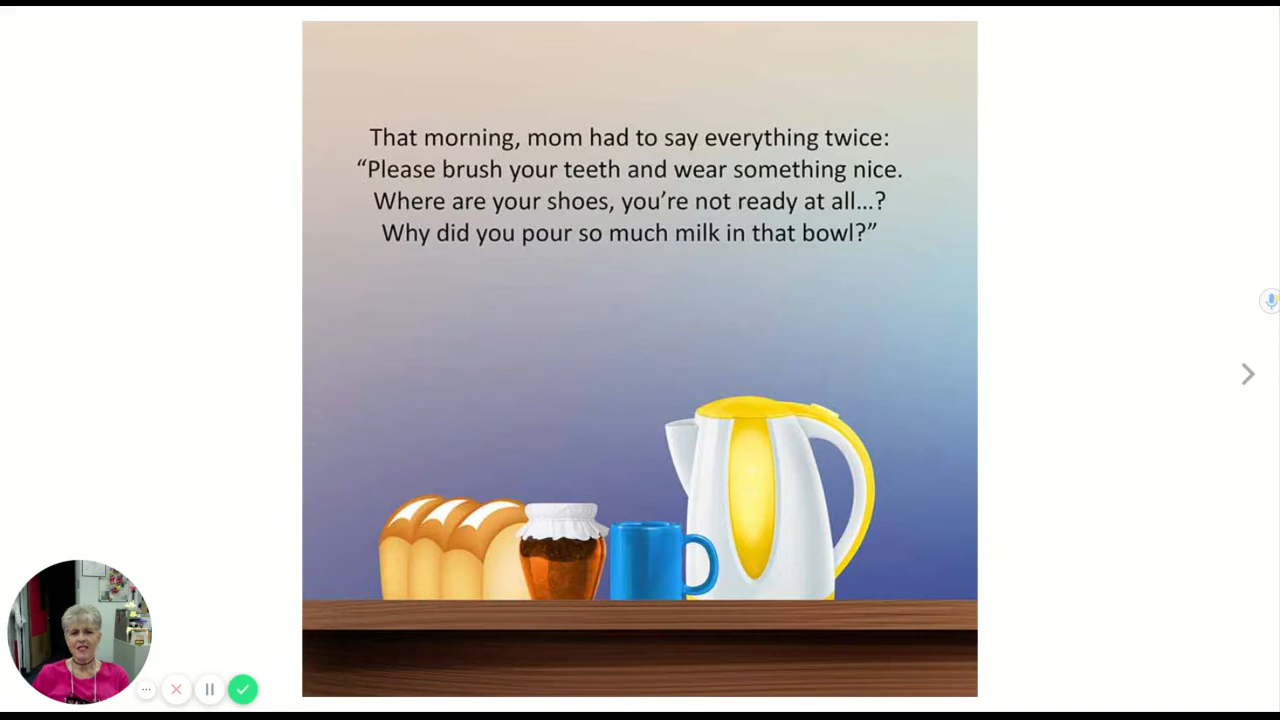 That morning, mom had to say everything twice:
“Please brush your teeth and wear something nice.
Where are your shoes, you’re not ready at all...?
Why did you pour so much milk in that bowl?”